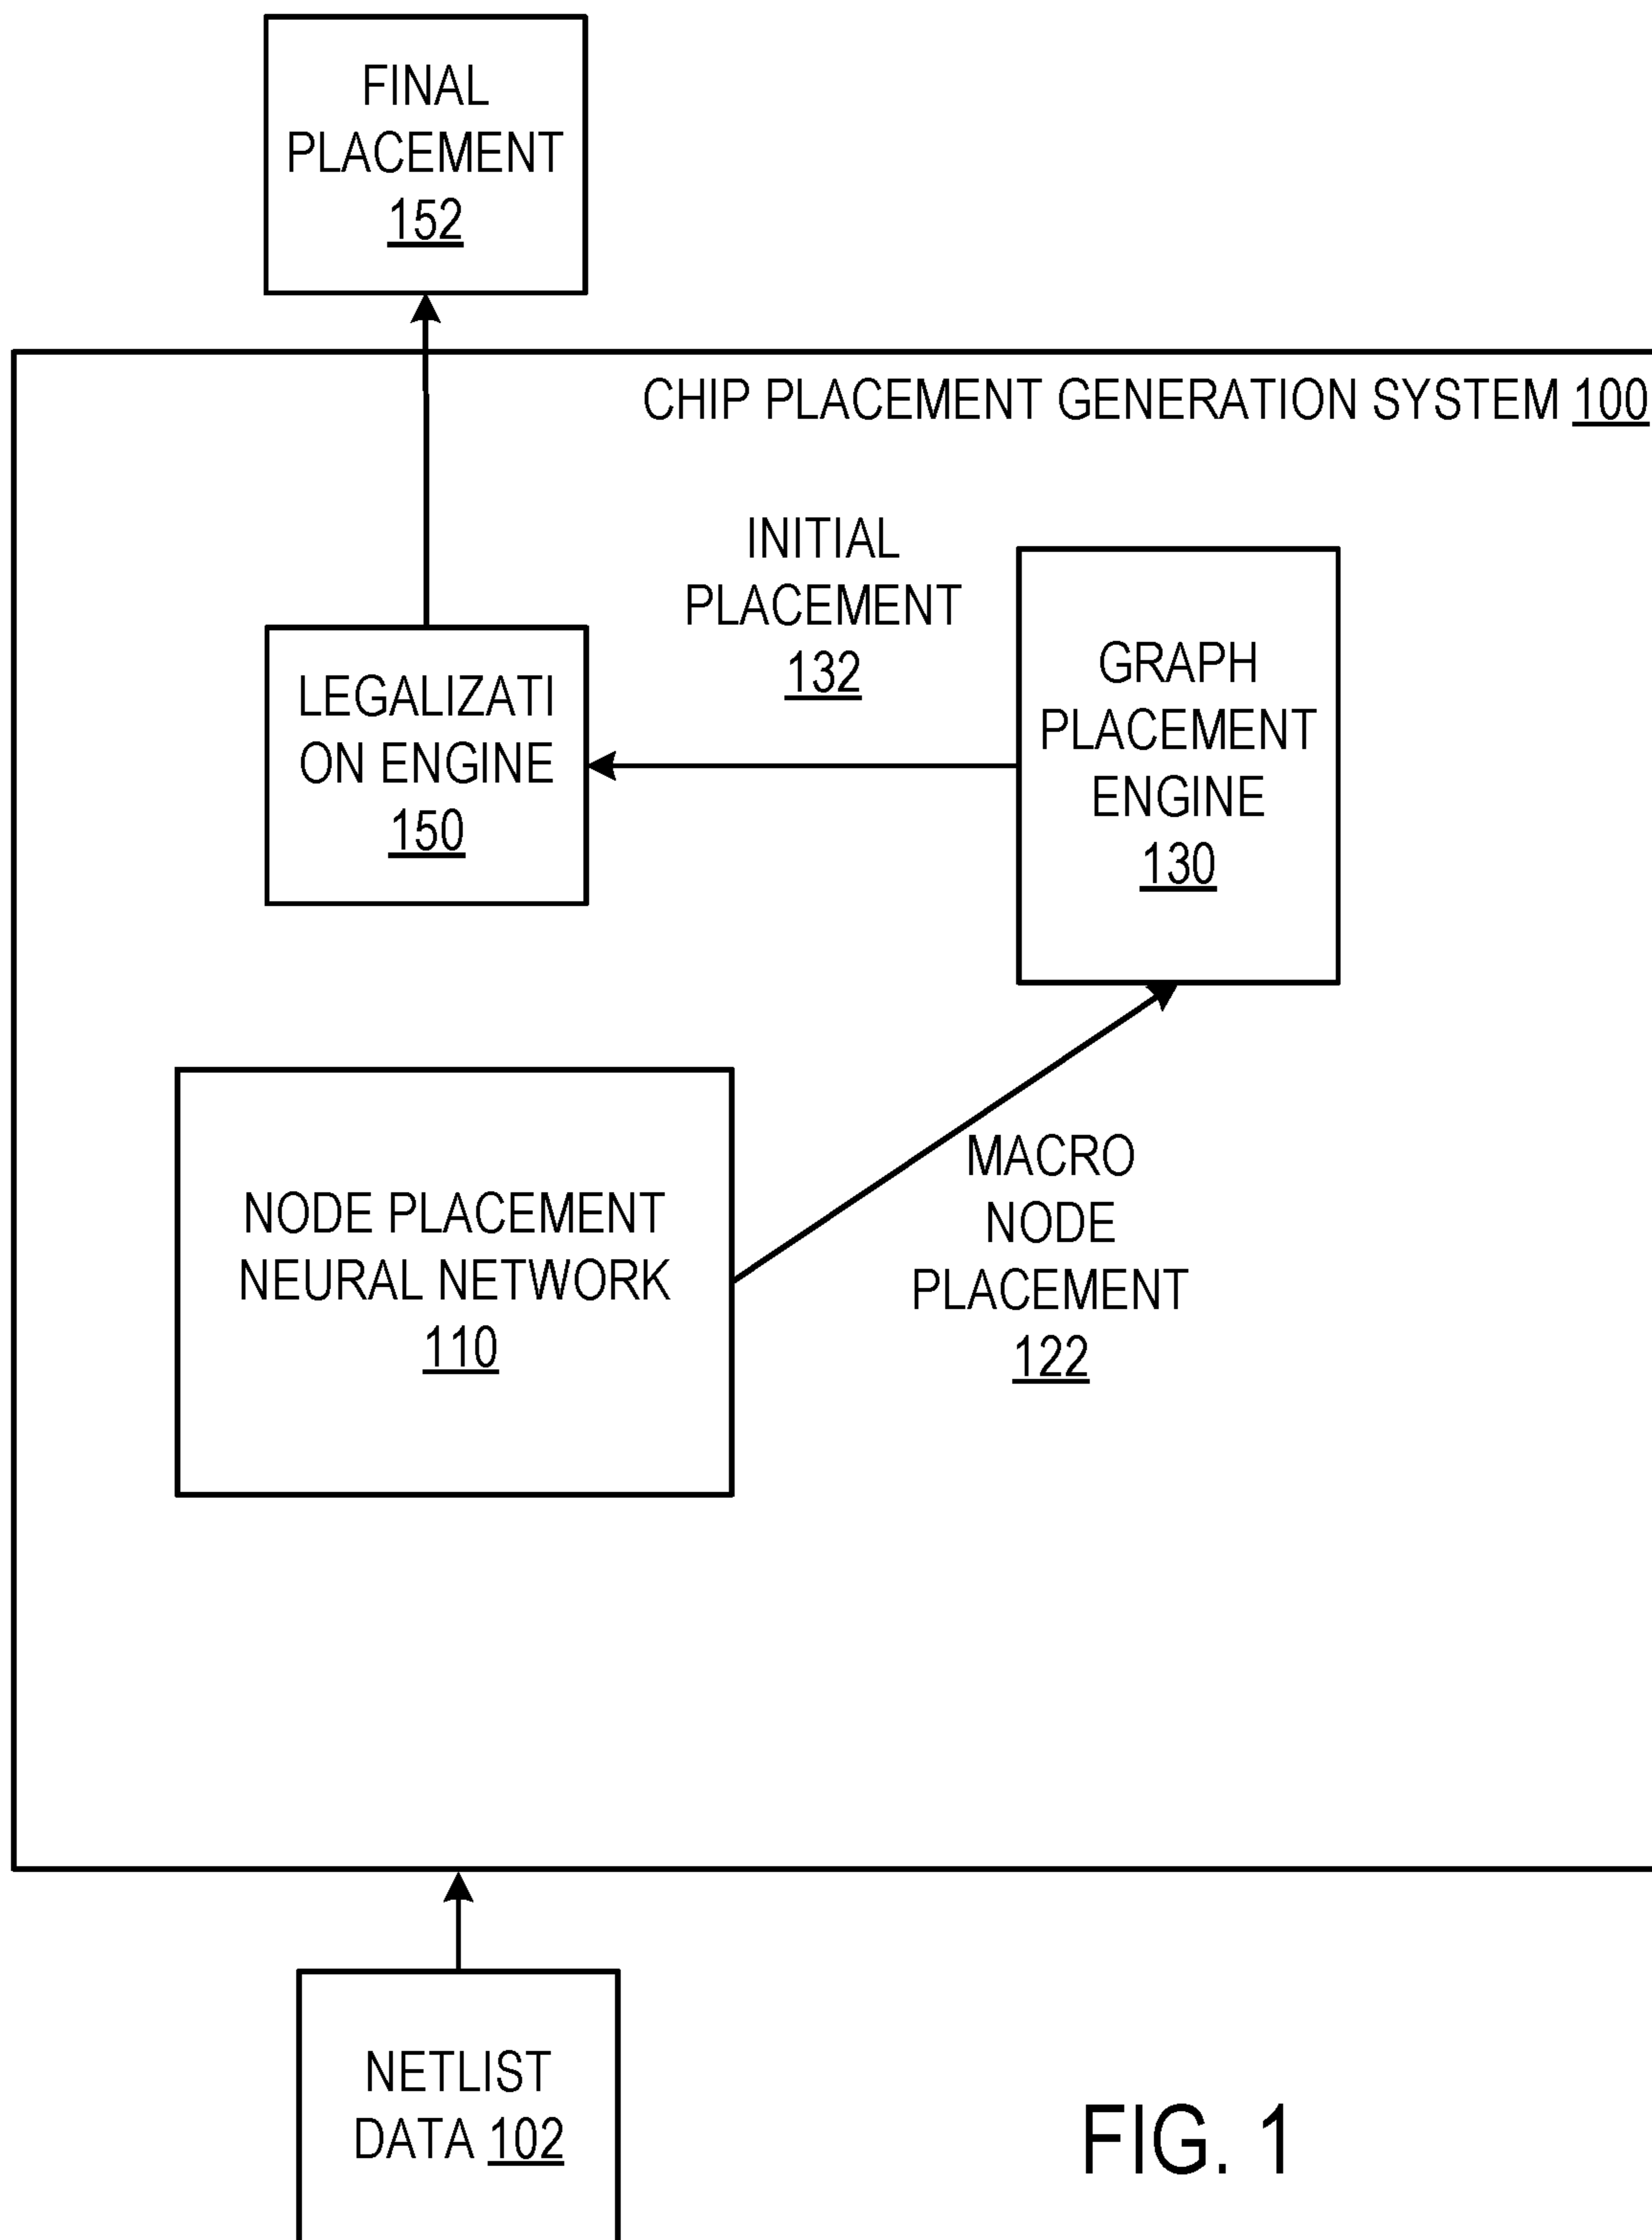 FINAL
PLACEMENT
152
CHIP PLACEMENT GENERATION SYSTEM 100
INITIAL
PLACEMENT
132
GRAPH
PLACEMENT
ENGINE
130
LEGALIZATI
ON ENGINE
150
NODE PLACEMENT
NEURAL NETWORK
110
MACRO
NODE
PLACEMENT
122
NETLIST
DATA 102
FIG. 1